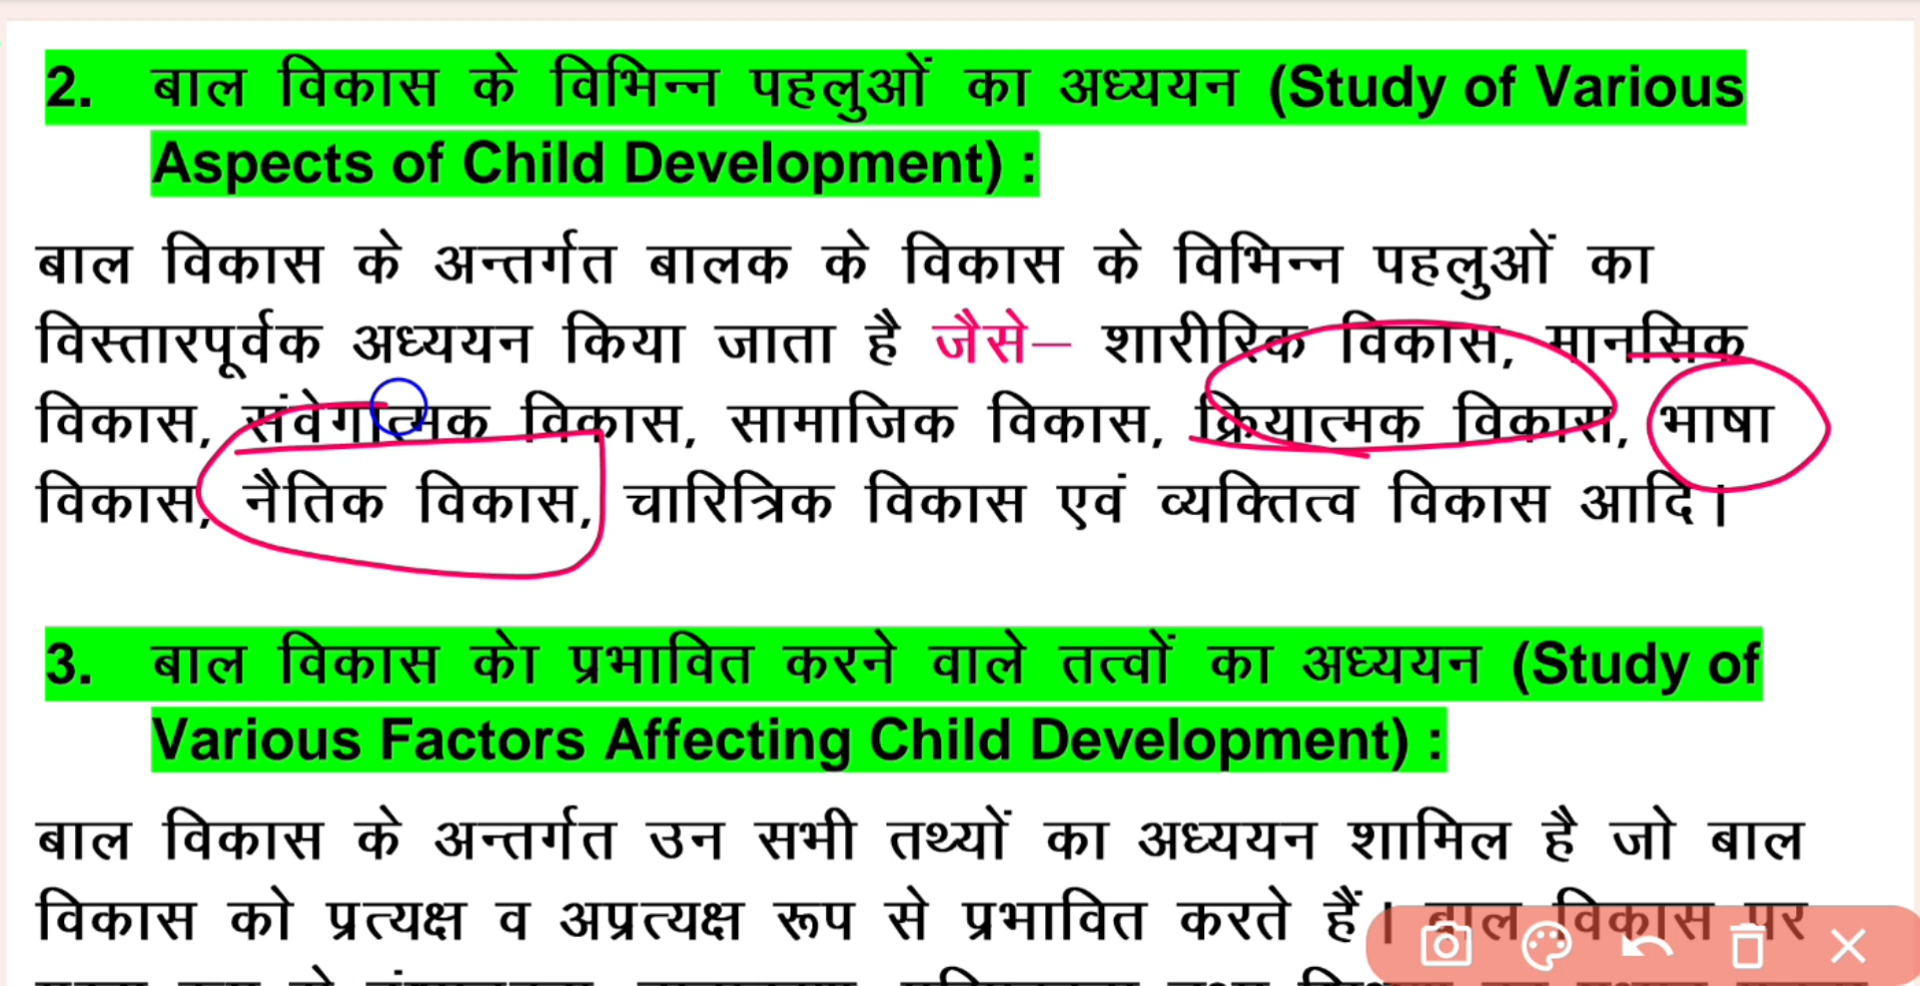 2. बाल विकास के विभिन्न पहलुओं का अध्ययन (Study of Various
Aspects of Child Development) :
बाल विकास के अन्तर्गत बालक के विकास के विभिन्न पहलुओं का
विस्तारपूर्वक अध्ययन किया जाता है जैसे– शारीरिक विकास, मानसिक
विकास, संवेगात्मक विकास, सामाजिक विकास, क्रियात्मक विकास, भाषा
विकास, नैतिक विकास, चारित्रिक विकास एवं व्यक्तित्व विकास आदि।
3. बाल विकास केा प्रभावित करने वाले तत्वों का अध्ययन (Study of
Various Factors Affecting Child Development) :
बाल विकास के अन्तर्गत उन सभी तथ्यों का अध्ययन शामिल है जो बाल
विकास को प्रत्यक्ष व अप्रत्यक्ष रूप से प्रभावित करते हैं। बाल विकास पर